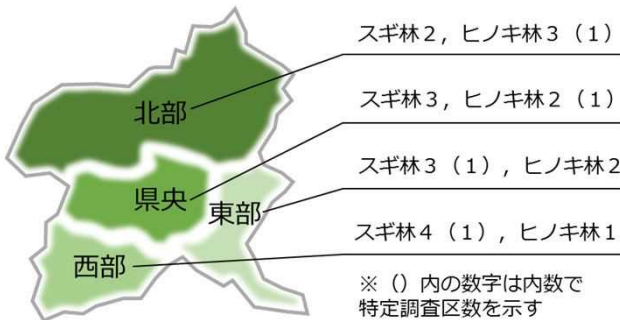 スギ林2，ヒノキ林3（1）
北部
スギ林3，ヒノキ林2（1）
県央
スギ林3（1），ヒノキ林2
東部
スギ林4（1），ヒノキ林1
西部
※（）内の数字は内数で
特定調査区数を示す